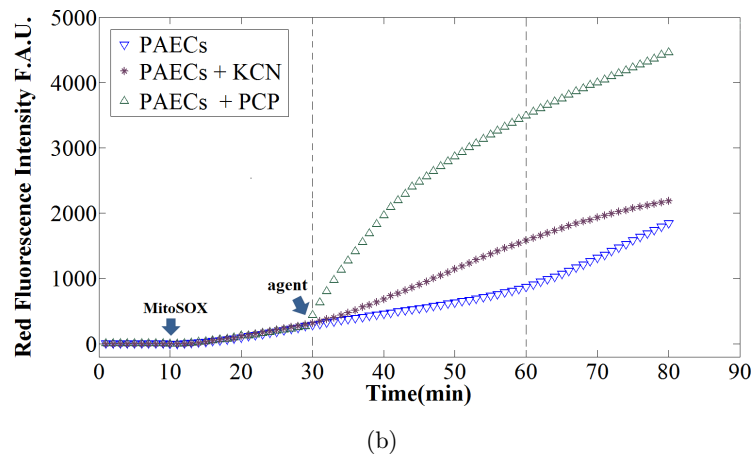 5000
4500
4000
3000
2000
1000
0
Red Fluorescence Intensity F.A.U.
PAECs
PAECs + KCN
PAECs + PCP
agent
MitoSOX
0 10 20 30 40 50 60 70 80 90
Time(min)
(b)